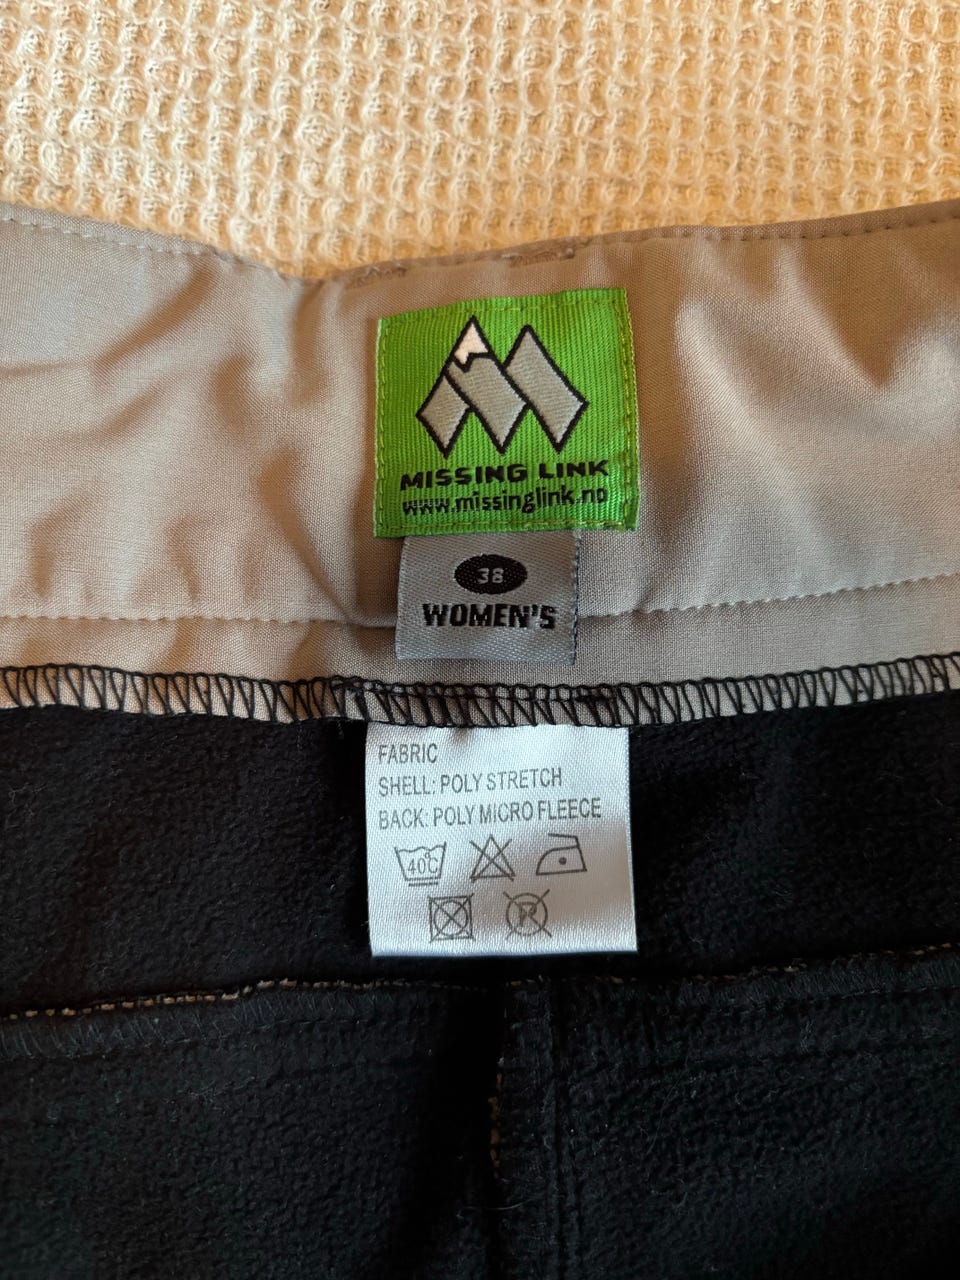 MISSING LINK
www.missinglink.no
38
WOMEN'S
FABRIC
SHELL: POLY STRETCH
BACK: POLY MICRO FLEECE
40°C
P